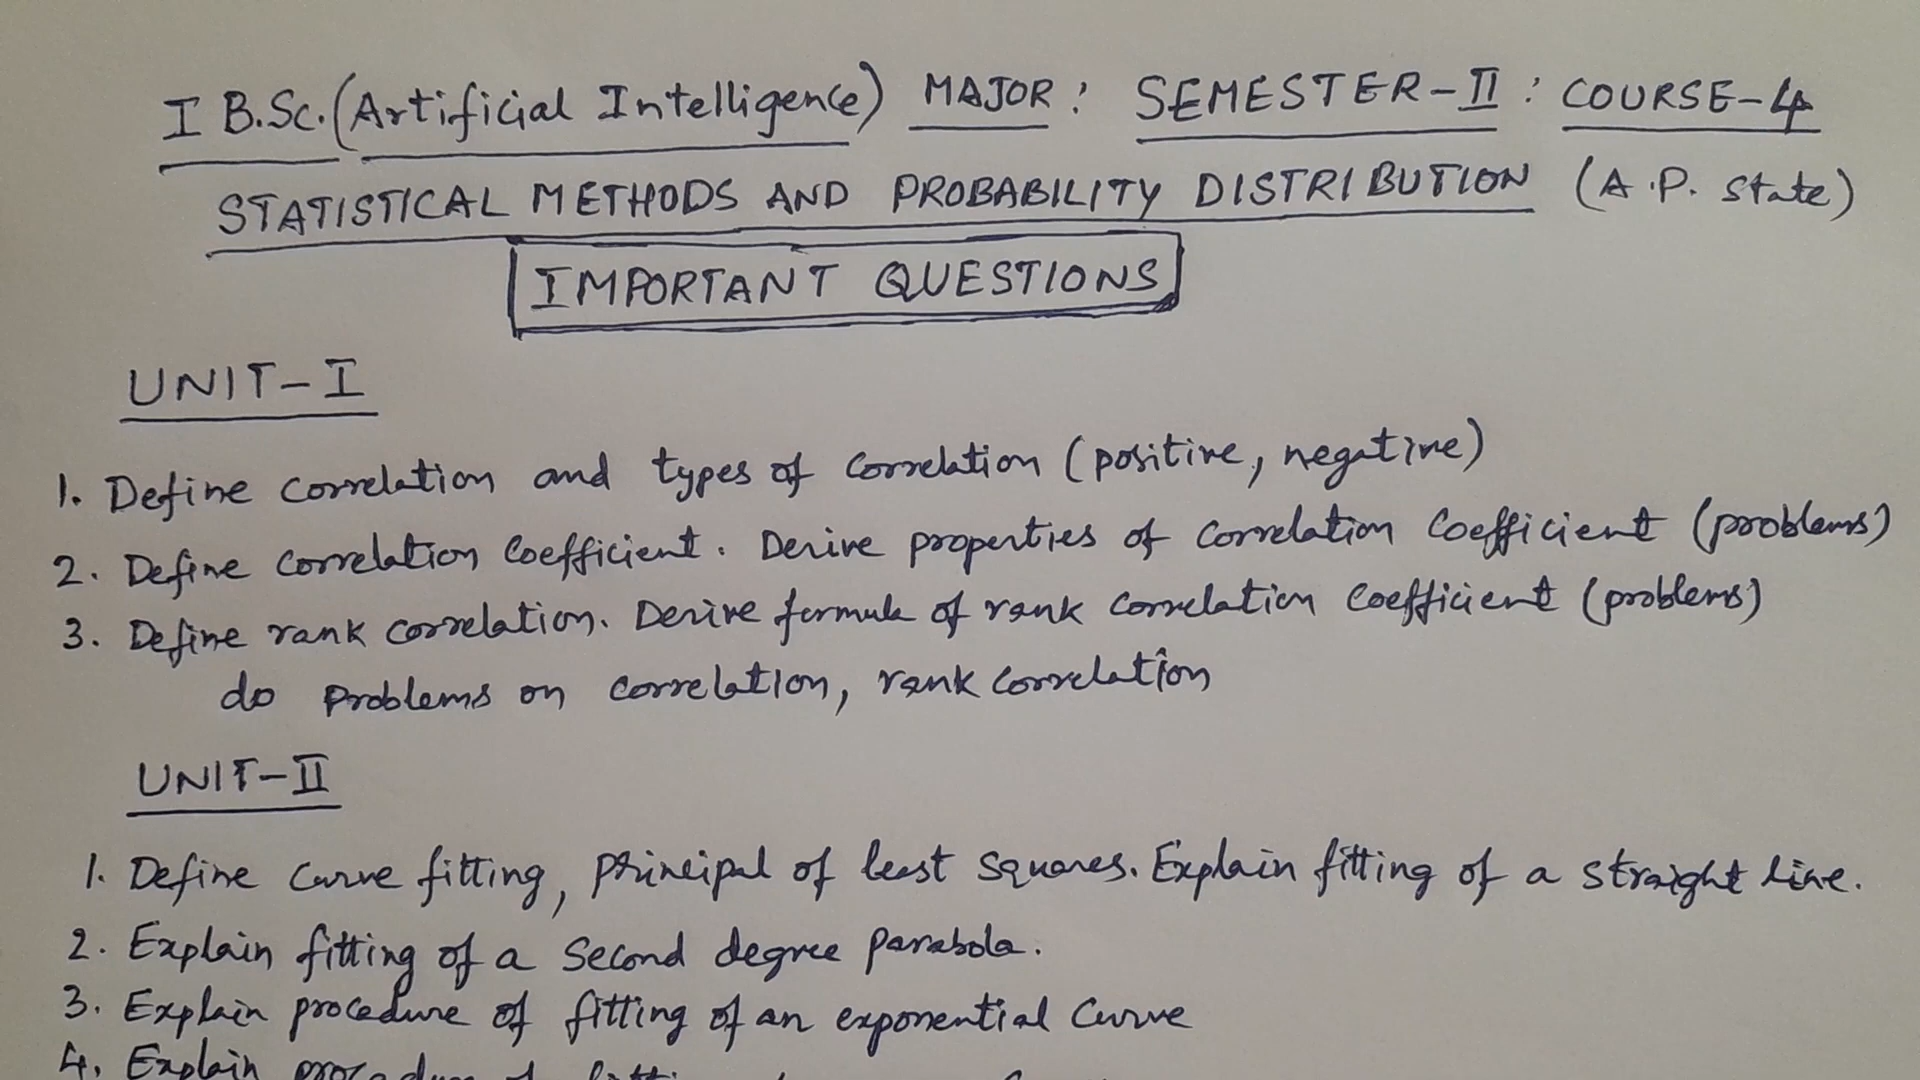 I B.Sc.(Artificial Intelligence) MAJOR: SEMESTER-II: COURSE-4
STATISTICAL METHODS AND PROBABILITY DISTRIBUTION (A.P. State)
IMPORTANT QUESTIONS
UNIT-I
1. Define correlation and types of correlation (positive, negative)
2. Define correlation coefficient. Derive properties of correlation coefficient (problems)
3. Define rank correlation. Derive formula of rank correlation coefficient (problems)
do problems on correlation, rank correlation
UNIT-II
1. Define curve fitting, principal of least squares. Explain fitting of a straight line.
2. Explain fitting of a second degree parabola.
3. Explain procedure of fitting of an exponential curve
4. Explain procedure of fitting